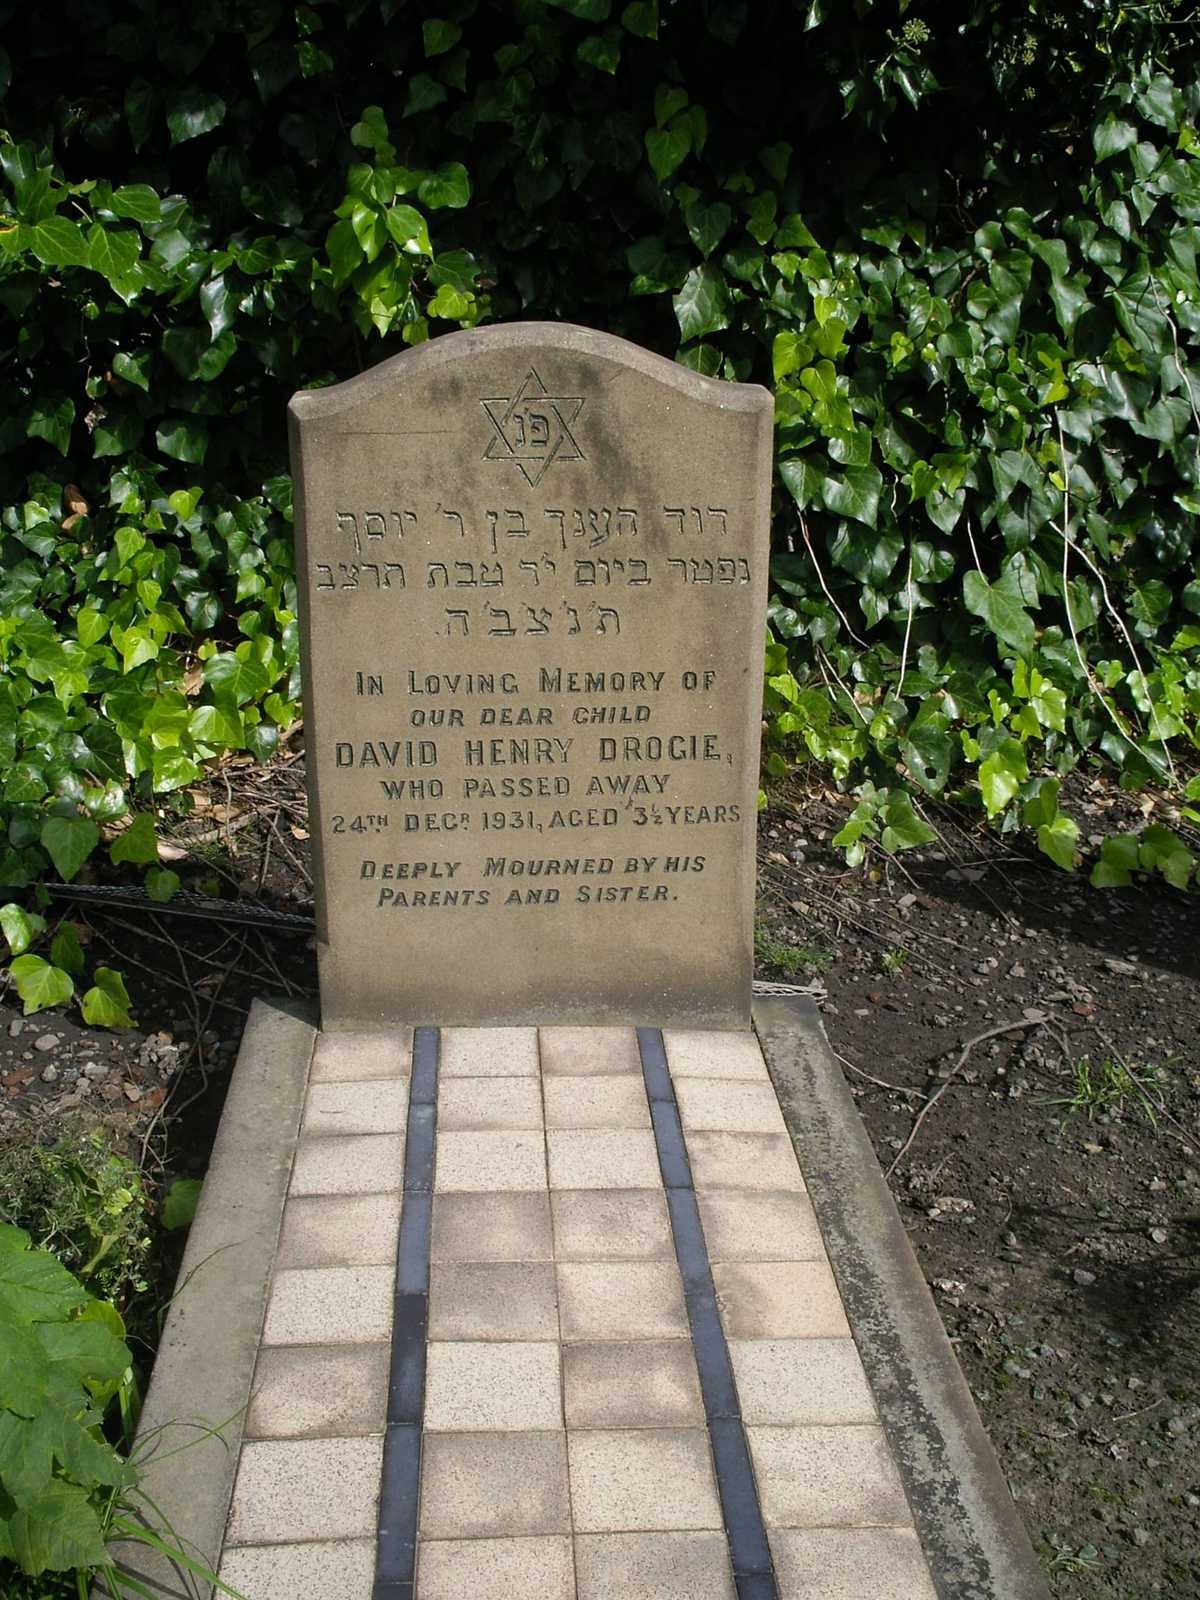 פ'נ
דוד הענך בן ר' יוסף
נפטר ביום י'ד טבת תרצב
ת'נ'צ'ב'ה.
IN LOVING MEMORY OF
OUR DEAR CHILD
DAVID HENRY DROGIE,
WHO PASSED AWAY
24TH DECR. 1931, AGED 3½ YEARS
DEEPLY MOURNED BY HIS
PARENTS AND SISTER.